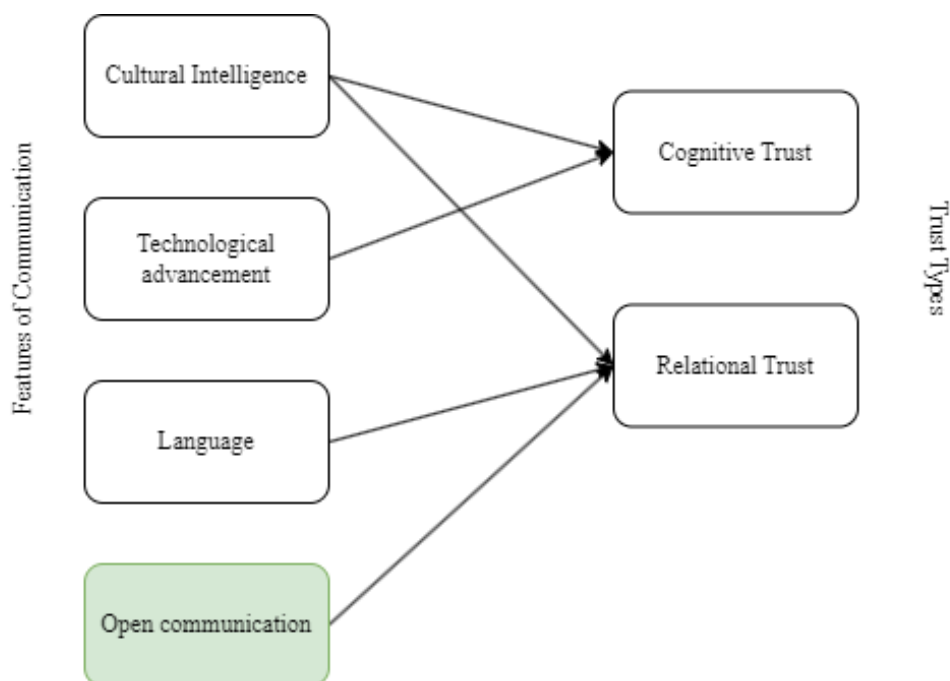 Features of Communication
Cultural Intelligence
Technological
advancement
Language
Open communication
Cognitive Trust
Relational Trust
Trust Types